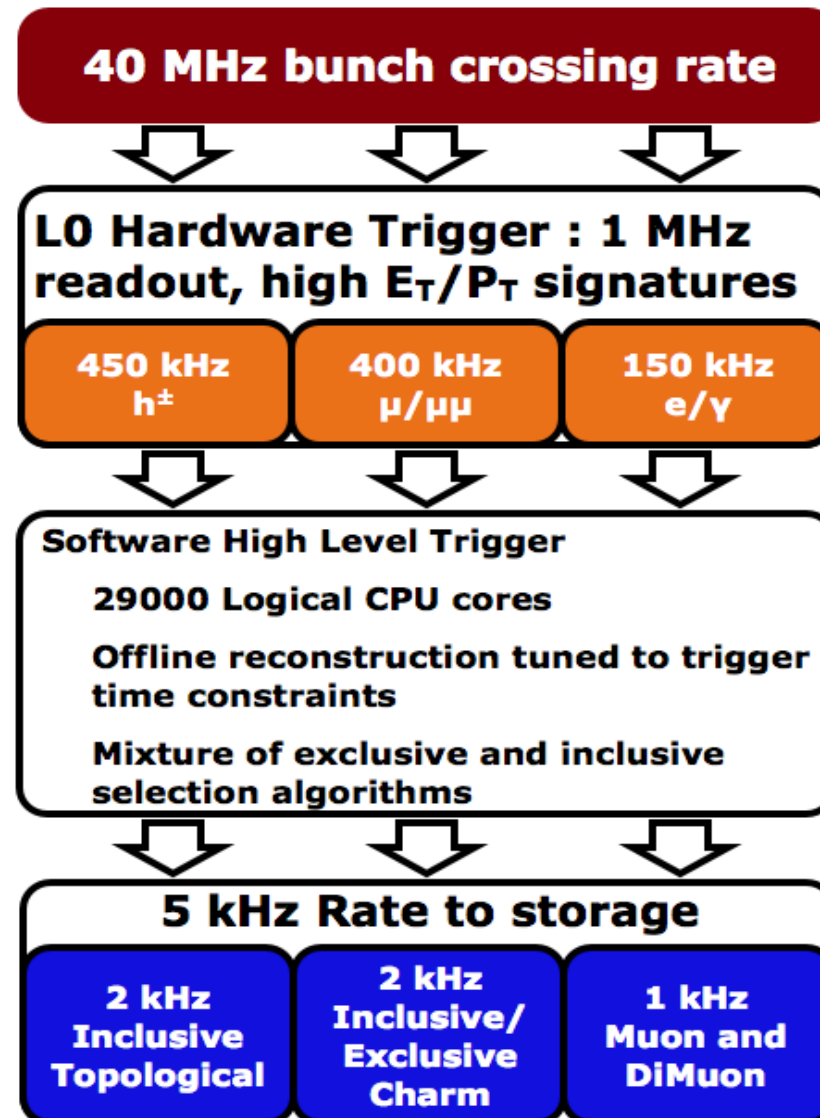 40 MHz bunch crossing rate
L0 Hardware Trigger : 1 MHz
readout, high E_T/P_T signatures
450 kHz
h±
400 kHz
μ/μμ
150 kHz
e/γ
Software High Level Trigger
29000 Logical CPU cores
Offline reconstruction tuned to trigger
time constraints
Mixture of exclusive and inclusive
selection algorithms
5 kHz Rate to storage
2 kHz
Inclusive
Topological
2 kHz
Inclusive/
Exclusive
Charm
1 kHz
Muon and
DiMuon